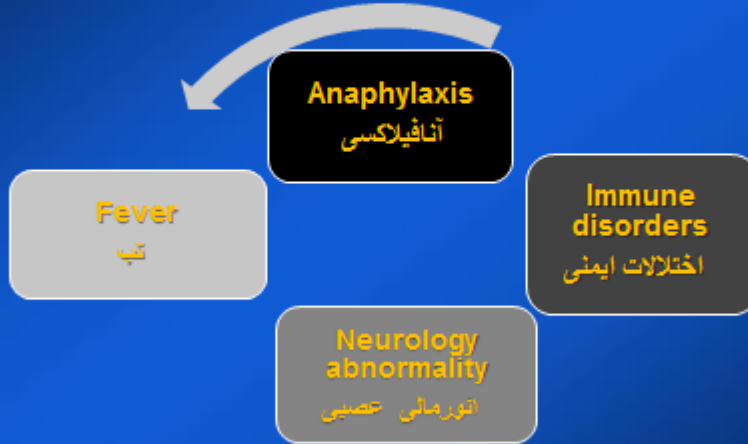 Anaphylaxis
آنافیلاکسی
Immune
disorders
اختلالات ایمنی
Neurology
abnormality
انورمالی عصبی
Fever
تب